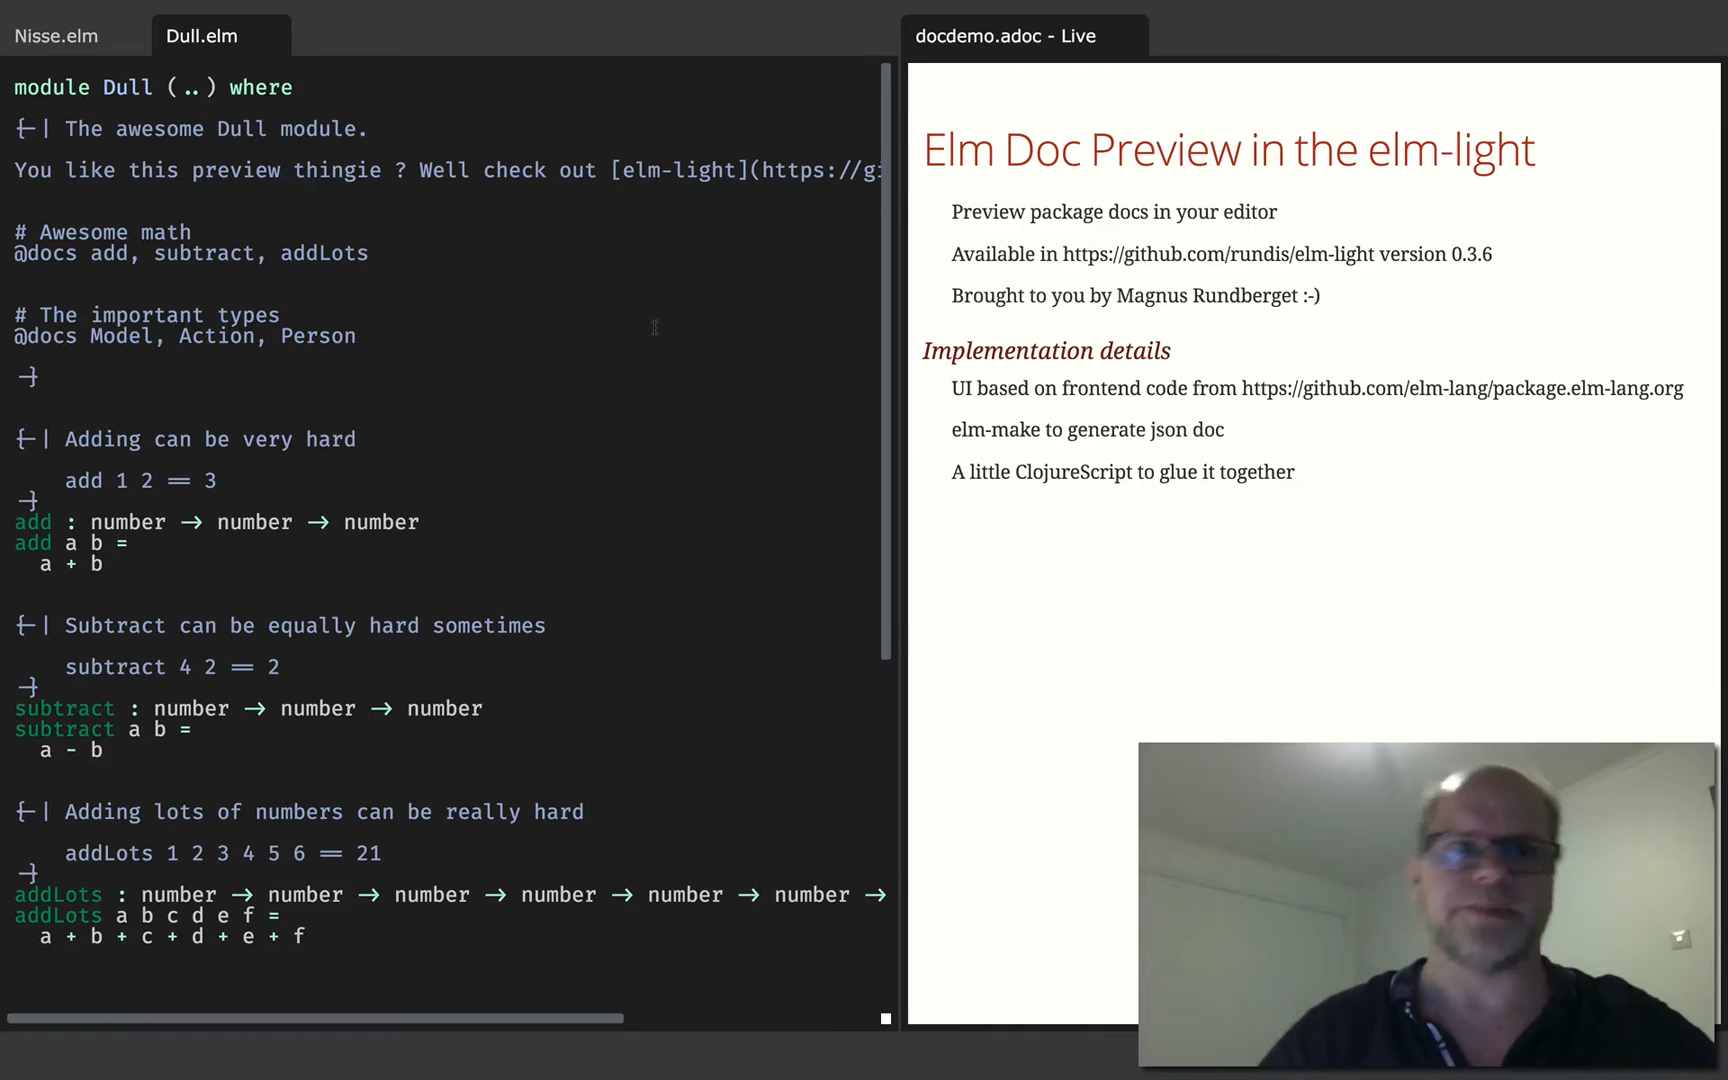 Nisse.elm
Dull.elm
docdemo.adoc - Live
module Dull (..) where
{-| The awesome Dull module.
You like this preview thingie ? Well check out [elm-light](https://gi
# Awesome math
@docs add, subtract, addLots
# The important types
@docs Model, Action, Person
-}
{-| Adding can be very hard
add 1 2 == 3
-}
add : number -> number -> number
add a b =
a + b
{-| Subtract can be equally hard sometimes
subtract 4 2 == 2
-}
subtract : number -> number -> number
subtract a b =
a - b
{-| Adding lots of numbers can be really hard
addLots 1 2 3 4 5 6 == 21
-}
addLots : number -> number -> number -> number -> number -> number ->
addLots a b c d e f =
a + b + c + d + e + f
Elm Doc Preview in the elm-light
Preview package docs in your editor
Available in https://github.com/rundis/elm-light version 0.3.6
Brought to you by Magnus Rundberget :-)
Implementation details
UI based on frontend code from https://github.com/elm-lang/package.elm-lang.org
elm-make to generate json doc
A little ClojureScript to glue it together